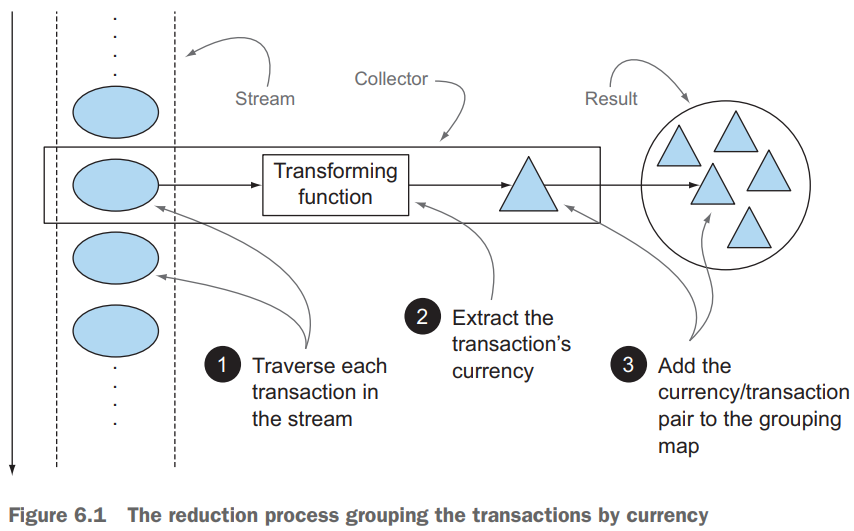 Stream
Collector
Result
Transforming
function
1 Traverse each
transaction in
the stream
2 Extract the
transaction’s
currency
3 Add the
currency/transaction
pair to the grouping
map
Figure 6.1 The reduction process grouping the transactions by currency